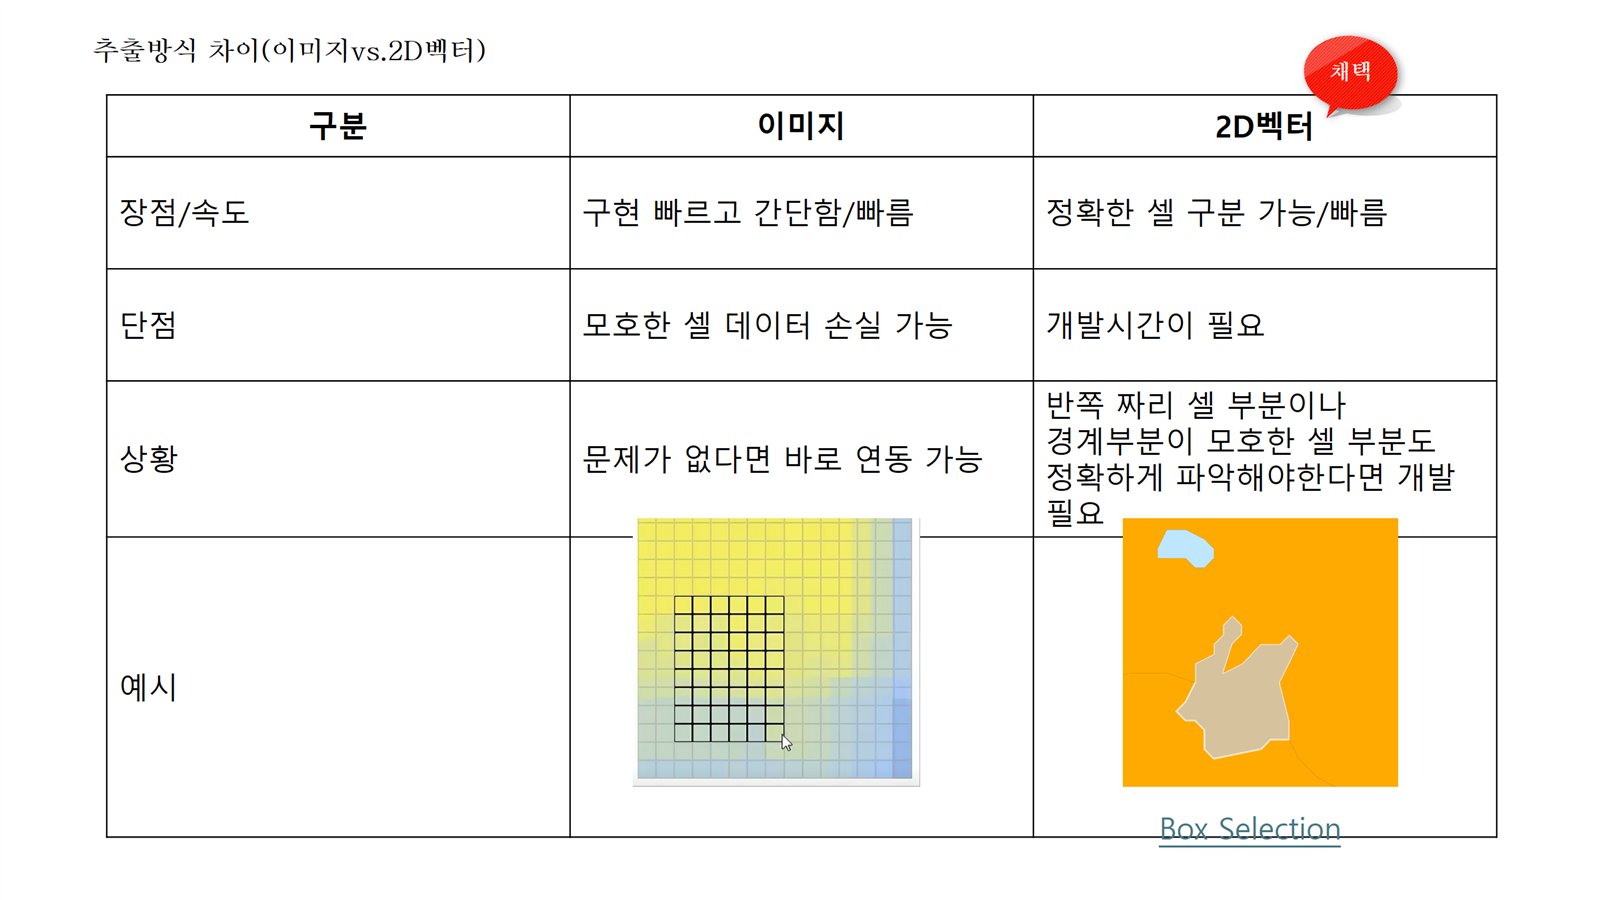 추출방식 차이(이미지vs.2D벡터)
채택
구분
이미지
2D벡터
장점/속도
구현 빠르고 간단함/빠름
정확한 셀 구분 가능/빠름
단점
모호한 셀 데이터 손실 가능
개발시간이 필요
상황
문제가 없다면 바로 연동 가능
반쪽 짜리 셀 부분이나
경계부분이 모호한 셀 부분도
정확하게 파악해야한다면 개발
필요
예시
Box Selection